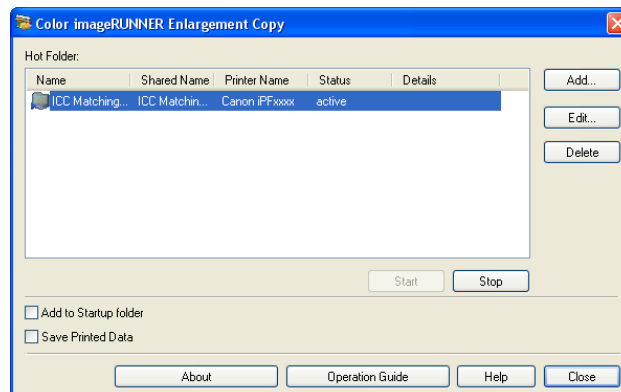 Color imageRUNNER Enlargement Copy
Hot Folder:
Name Shared Name Printer Name Status Details
ICC Matching... ICC Matchin... Canon iPFxxxx active
Add...
Edit...
Delete
Start Stop
Add to Startup folder
Save Printed Data
About Operation Guide Help Close